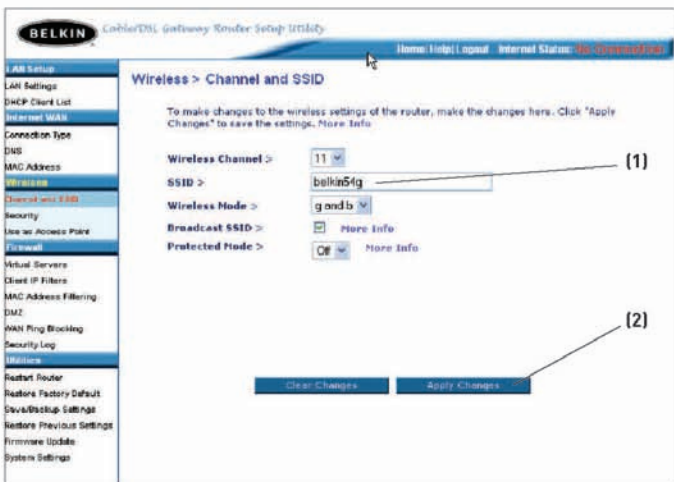 BELKIN Cable/DSL Gateway Router Setup Utility
Home| Help| Logout Internet Status: No Connection
LAN Setup
LAN Settings
DHCP Client List
Internet WAN
Connection Type
DNS
MAC Address
Wireless
Channel and SSID
Security
Use as Access Point
Firewall
Virtual Servers
Client IP Filters
MAC Address Filtering
DMZ
WAN Ping Blocking
Security Log
Utilities
Restart Router
Restore Factory Default
Save/Backup Settings
Restore Previous Settings
Firmware Update
System Settings
Wireless > Channel and SSID
To make changes to the wireless settings of the router, make the changes here. Click "Apply
Changes" to save the settings. More Info
Wireless Channel > 11
SSID > belkin54g
(1)
Wireless Mode > g and b
Broadcast SSID > More Info
Protected Mode > Off More Info
(2)
Clear Changes Apply Changes